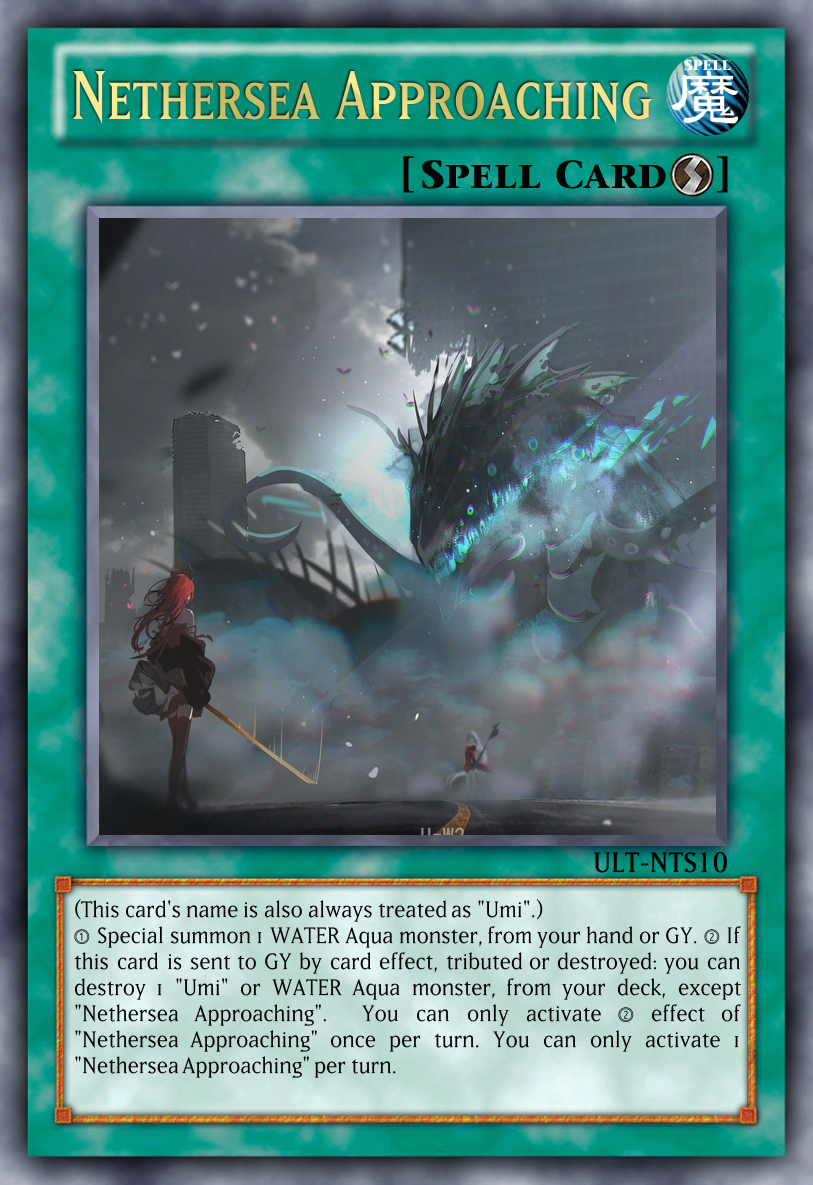 NETHERSEA APPROACHING
SPELL
魔
[SPELL CARD]
ULT-NTS10
(This card's name is also always treated as "Umi".)
① Special summon 1 WATER Aqua monster, from your hand or GY. ② If
this card is sent to GY by card effect, tributed or destroyed: you can
destroy 1 "Umi" or WATER Aqua monster, from your deck, except
"Nethersea Approaching". You can only activate ② effect of
"Nethersea Approaching" once per turn. You can only activate 1
"Nethersea Approaching" per turn.